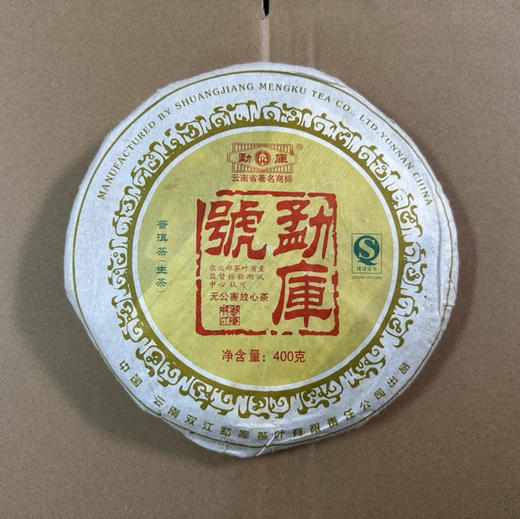 MANUFACTURED BY SHUANGJIANG MENGKU TEA CO., LTD YUNNAN CHINA
勐库
®
云南省著名商标
勐庫號
普洱茶(生茶)
农业部茶叶质量
监督检验测试
中心认可
无公害放心茶
净含量：400克
中国 云南双江勐库茶叶有限责任公司出品